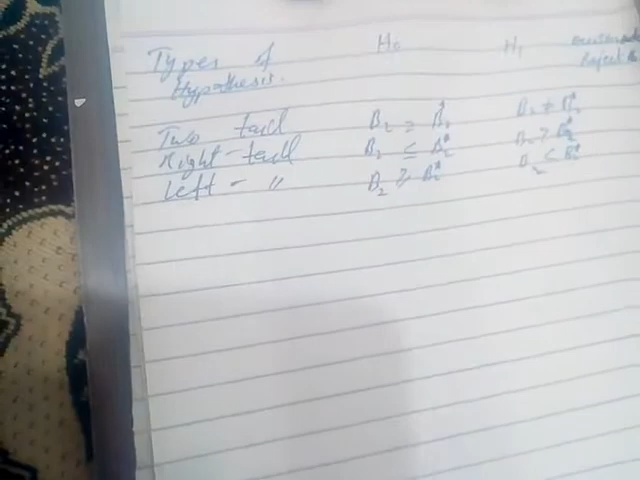 Types of H₀ H₁
Hypothesis. Reject
Two tail B₂ = B₂* B₂ ≠ B₂*
Right-tail B₂ ≤ B₂* B₂ > B₂*
Left - " B₂ ≥ B₂* B₂ < B₂*